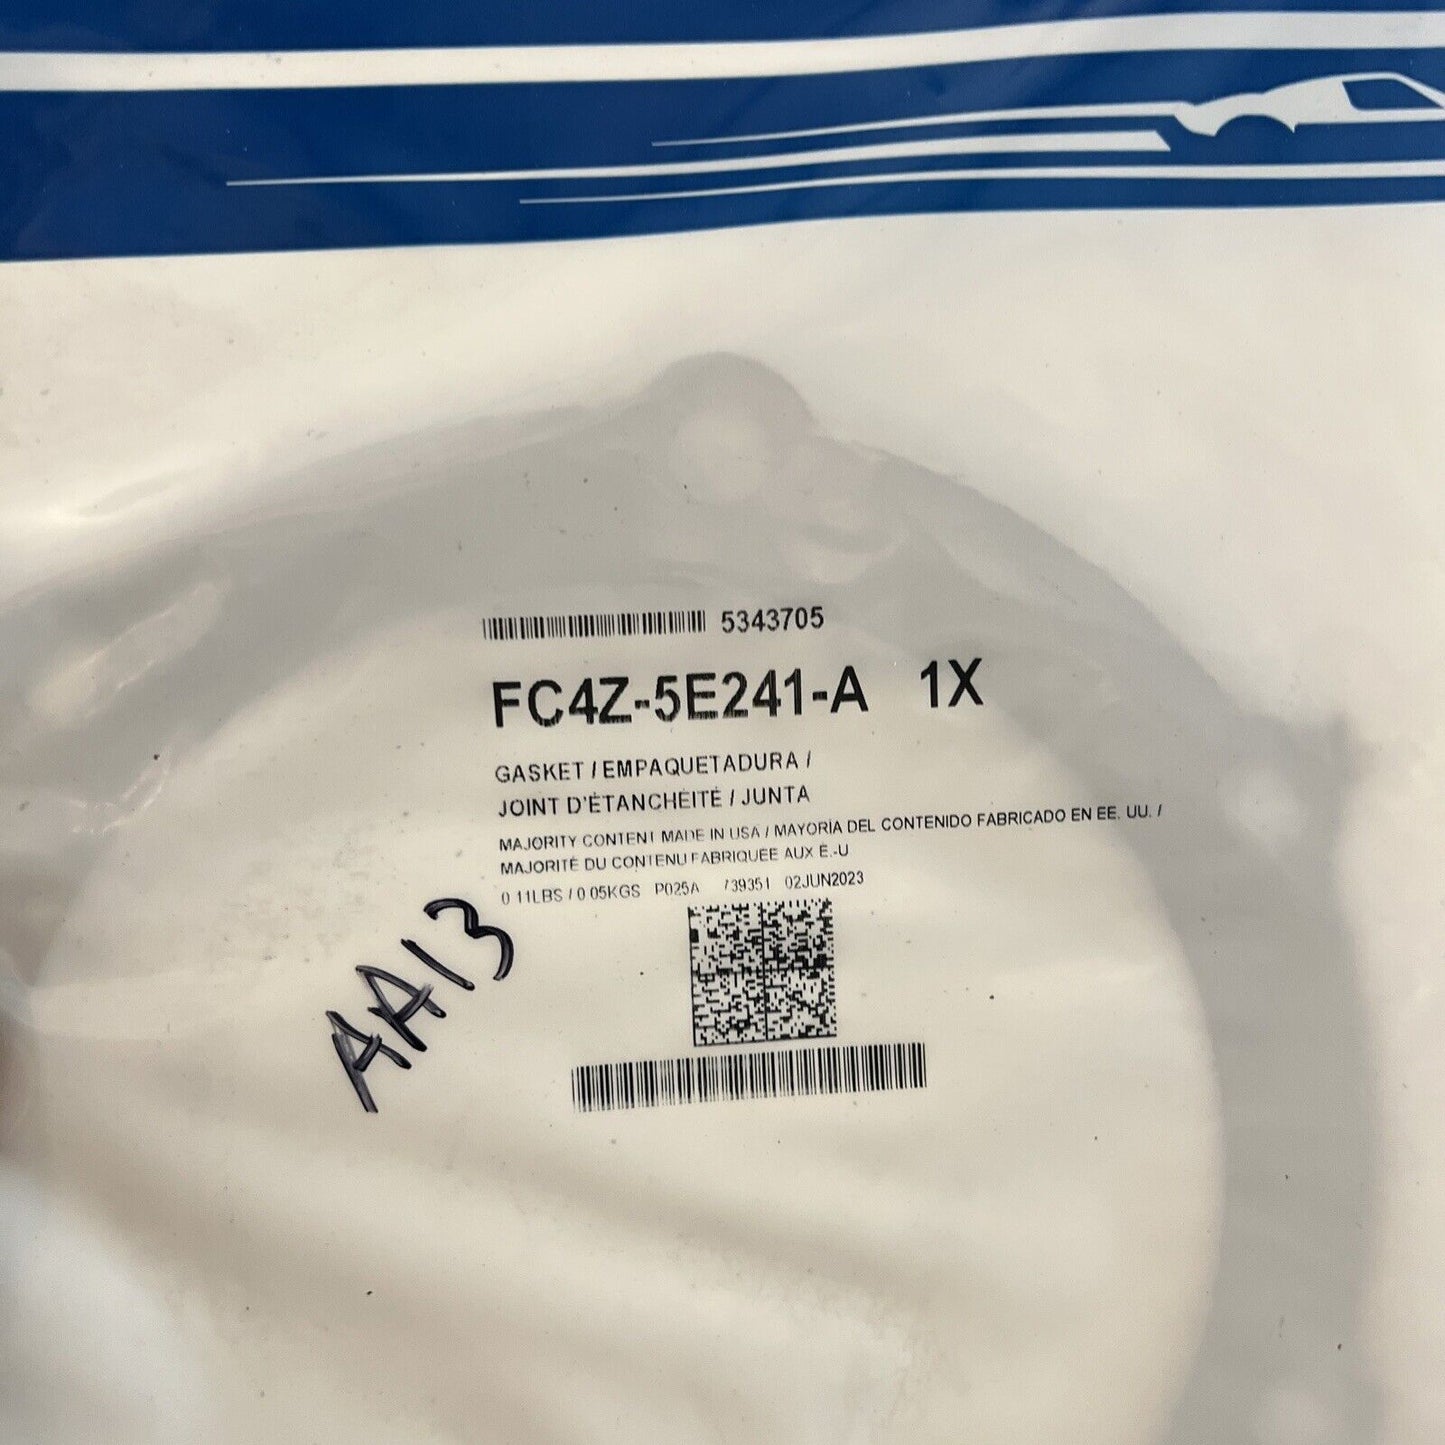 5343705
FC4Z-5E241-A 1X
GASKET / EMPAQUETADURA /
JOINT D'ÉTANCHÉITÉ / JUNTA
MAJORITY CONTENT MADE IN USA / MAYORÍA DEL CONTENIDO FABRICADO EN EE. UU. /
MAJORITÉ DU CONTENU FABRIQUÉE AUX É.-U
0 11LBS / 0 05KGS P025A 739351 02JUN2023
AA13